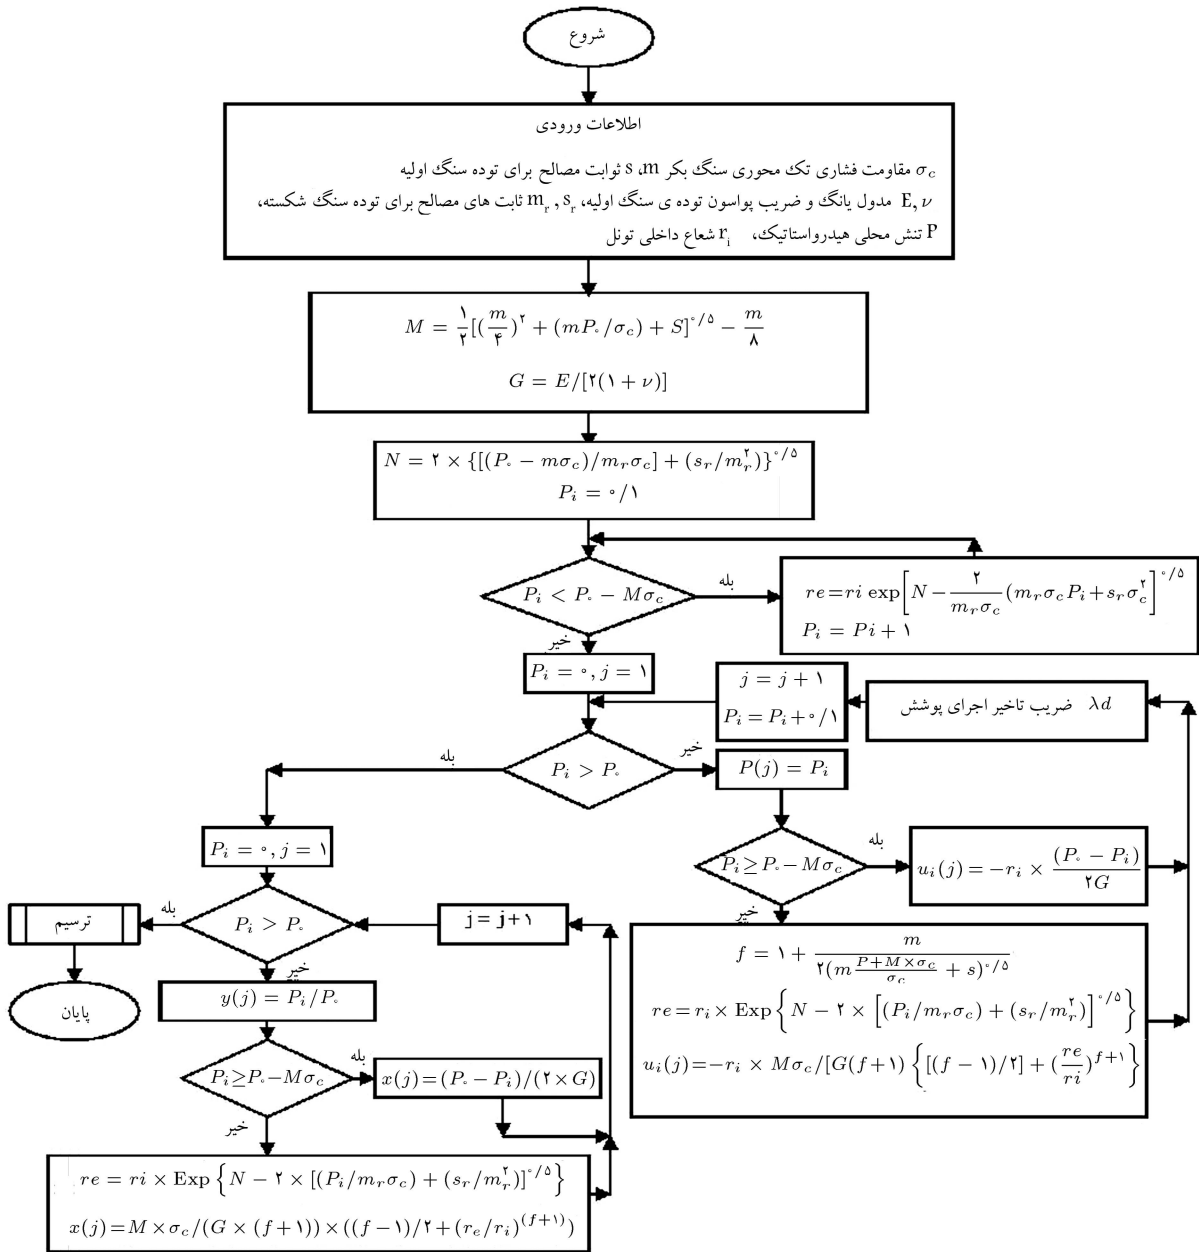 شروع
اطلاعات ورودی
σc مقاومت فشاری تک محوری سنگ بکر s ،m ثوابت مصالح برای توده سنگ اولیه
E, ν مدول یانگ و ضریب پواسون توده ی سنگ اولیه، mr , sr ثابت های مصالح برای توده سنگ شکسته،
P تنش محلی هیدرواستاتیک، ri شعاع داخلی تونل
M = ۱/۲[(m/۴)^۲ + (mP۰/σc) + S]^۰/۵ − m/۸
G = E/[۲(۱ + ν)]
N = ۲ × {[(P۰ − mσc)/mrσc] + (sr/mr^۲)}^۰/۵
Pi = ۰/۱
Pi < P۰ − Mσc
بله
re=ri exp[N − ۲/mrσc (mrσcPi+srσc^۲]^۰/۵
Pi = Pi + ۱
خیر
Pi = ۰, j = ۱
j = j + ۱
Pi = Pi + ۰/۱
λd ضریب تاخیر اجرای پوشش
Pi > P۰
بله
خیر
P(j) = Pi
Pi ≥ P۰ − Mσc
بله
ui(j) = −ri × (P۰ − Pi)/۲G
خیر
f = ۱ + m/۲(m P+M×σc/σc + s)^۰/۵
re = ri × Exp{N − ۲ × [(Pi/mrσc) + (sr/mr^۲)]^۰/۵}
ui(j)=−ri × Mσc/[G(f+۱) {[(f − ۱)/۲] + (re/ri)^f+۱}
Pi = ۰, j = ۱
Pi > P۰
بله
ترسیم
پایان
j = j+۱
خیر
y(j) = Pi/P۰
Pi ≥ P۰ − Mσc
بله
x(j) = (P۰ − Pi)/(۲ × G)
خیر
re = ri × Exp{N − ۲ × [(Pi/mrσc) + (sr/mr^۲)]^۰/۵}
x(j)=M × σc/(G × (f+۱)) × ((f−۱)/۲+(re/ri)^(f+۱))